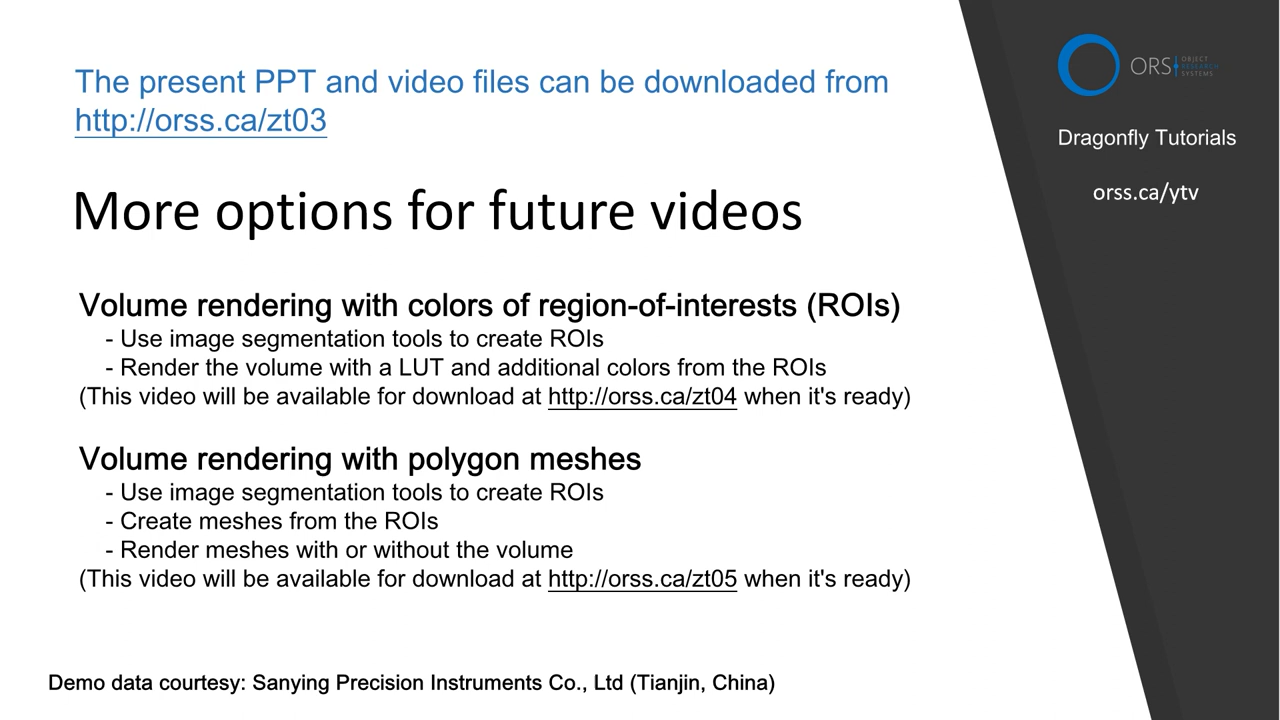 The present PPT and video files can be downloaded from
http://orss.ca/zt03
More options for future videos
Volume rendering with colors of region-of-interests (ROIs)
- Use image segmentation tools to create ROIs
- Render the volume with a LUT and additional colors from the ROIs
(This video will be available for download at http://orss.ca/zt04 when it's ready)
Volume rendering with polygon meshes
- Use image segmentation tools to create ROIs
- Create meshes from the ROIs
- Render meshes with or without the volume
(This video will be available for download at http://orss.ca/zt05 when it's ready)
Demo data courtesy: Sanying Precision Instruments Co., Ltd (Tianjin, China)
ORS
OBJECT
RESEARCH
SYSTEMS
Dragonfly Tutorials
orss.ca/ytv